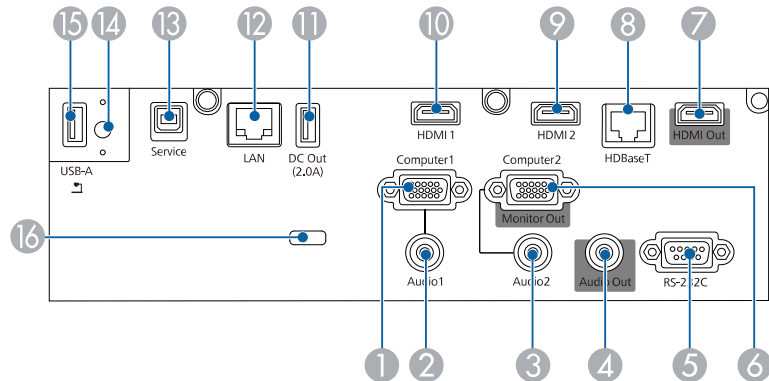 15 14 13 12 11 10 9 8 7
HDMI 1 HDMI 2 HDMI Out
Service LAN DC Out (2.0A) HDBaseT
USB-A
Computer1 Computer2
Monitor Out
16
Audio1 Audio2 Audio Out RS-232C
1 2 3 4 5 6